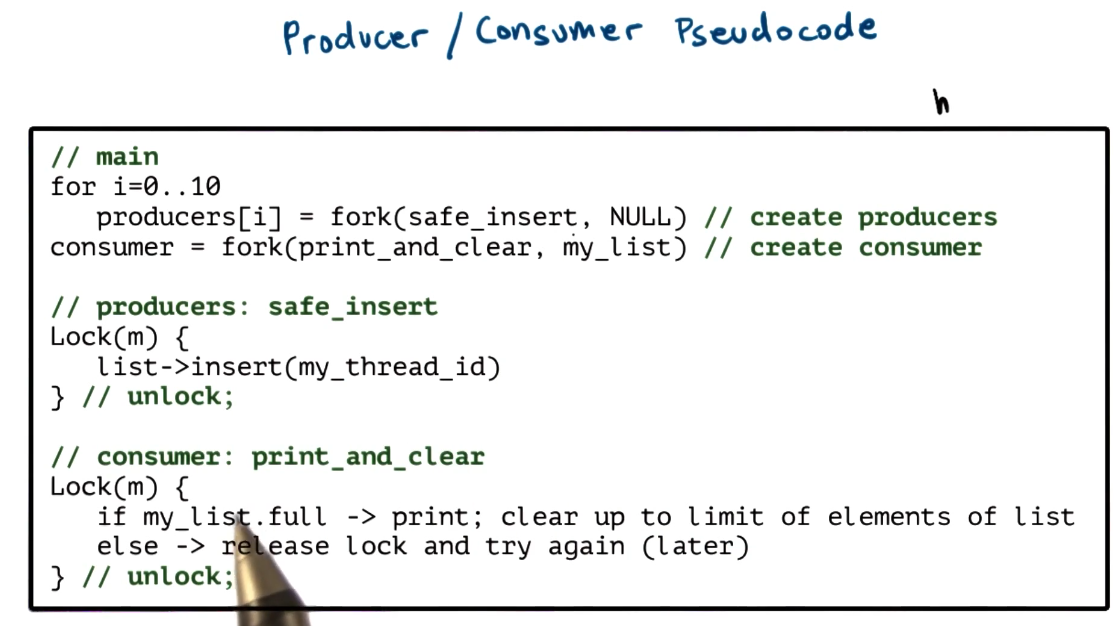 Producer / Consumer Pseudocode
h
// main
for i=0..10
   producers[i] = fork(safe_insert, NULL) // create producers
consumer = fork(print_and_clear, my_list) // create consumer
// producers: safe_insert
Lock(m) {
   list->insert(my_thread_id)
} // unlock;
// consumer: print_and_clear
Lock(m) {
   if my_list.full -> print; clear up to limit of elements of list
   else -> release lock and try again (later)
} // unlock;